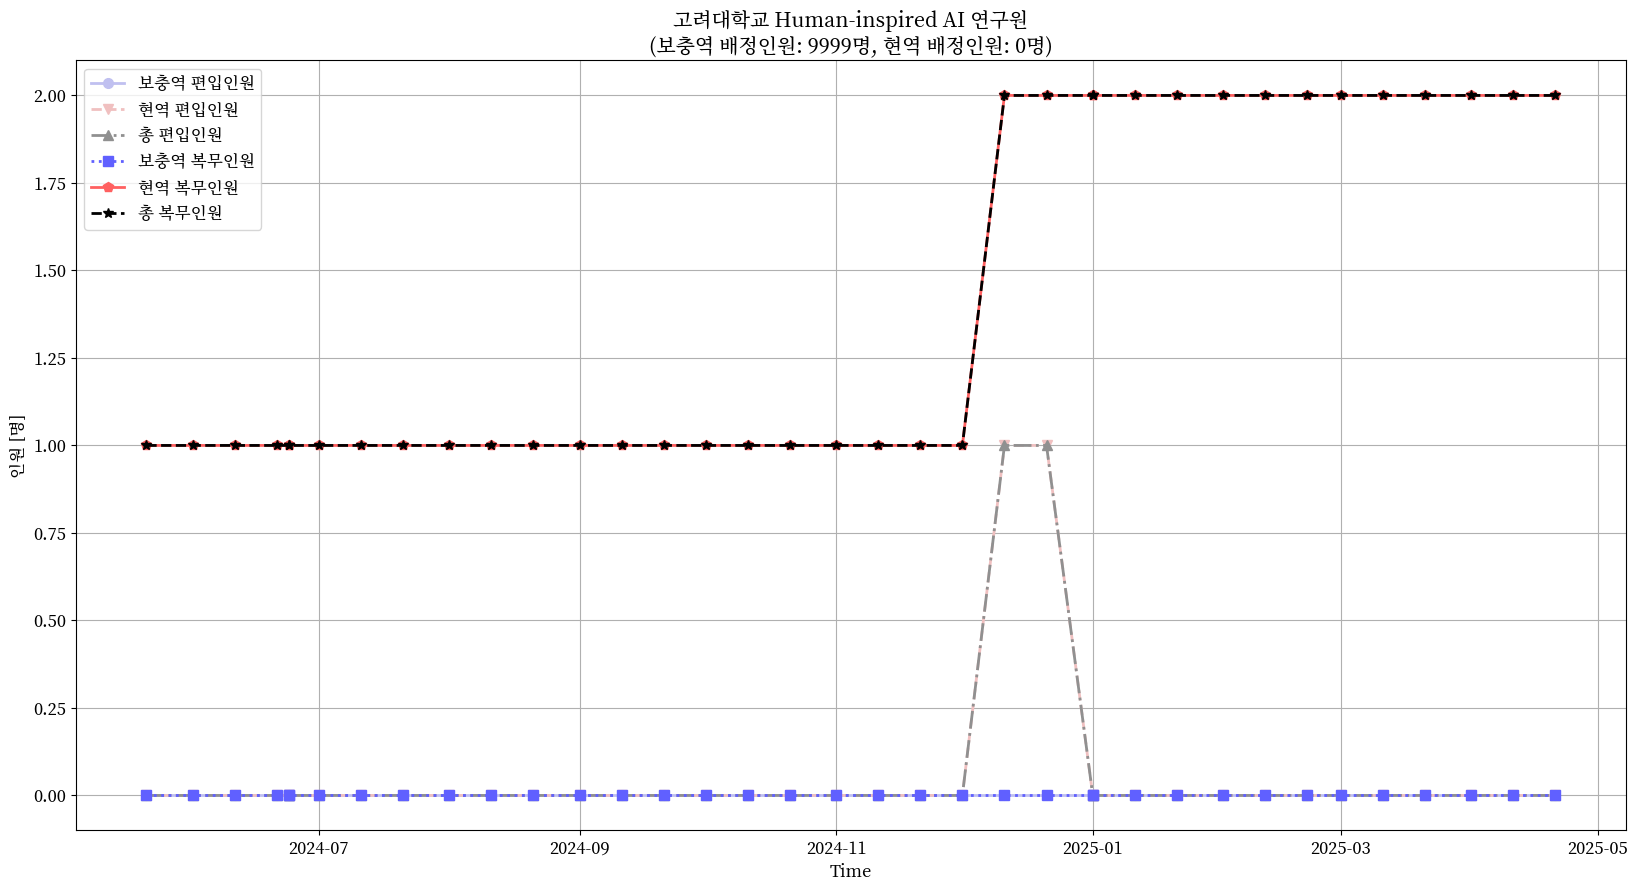 고려대학교 Human-inspired AI 연구원
(보충역 배정인원: 9999명, 현역 배정인원: 0명)
보충역 편입인원
현역 편입인원
총 편입인원
보충역 복무인원
현역 복무인원
총 복무인원
2.00
1.75
1.50
1.25
1.00
0.75
0.50
0.25
0.00
인원 [명]
2024-07
2024-09
2024-11
2025-01
2025-03
2025-05
Time